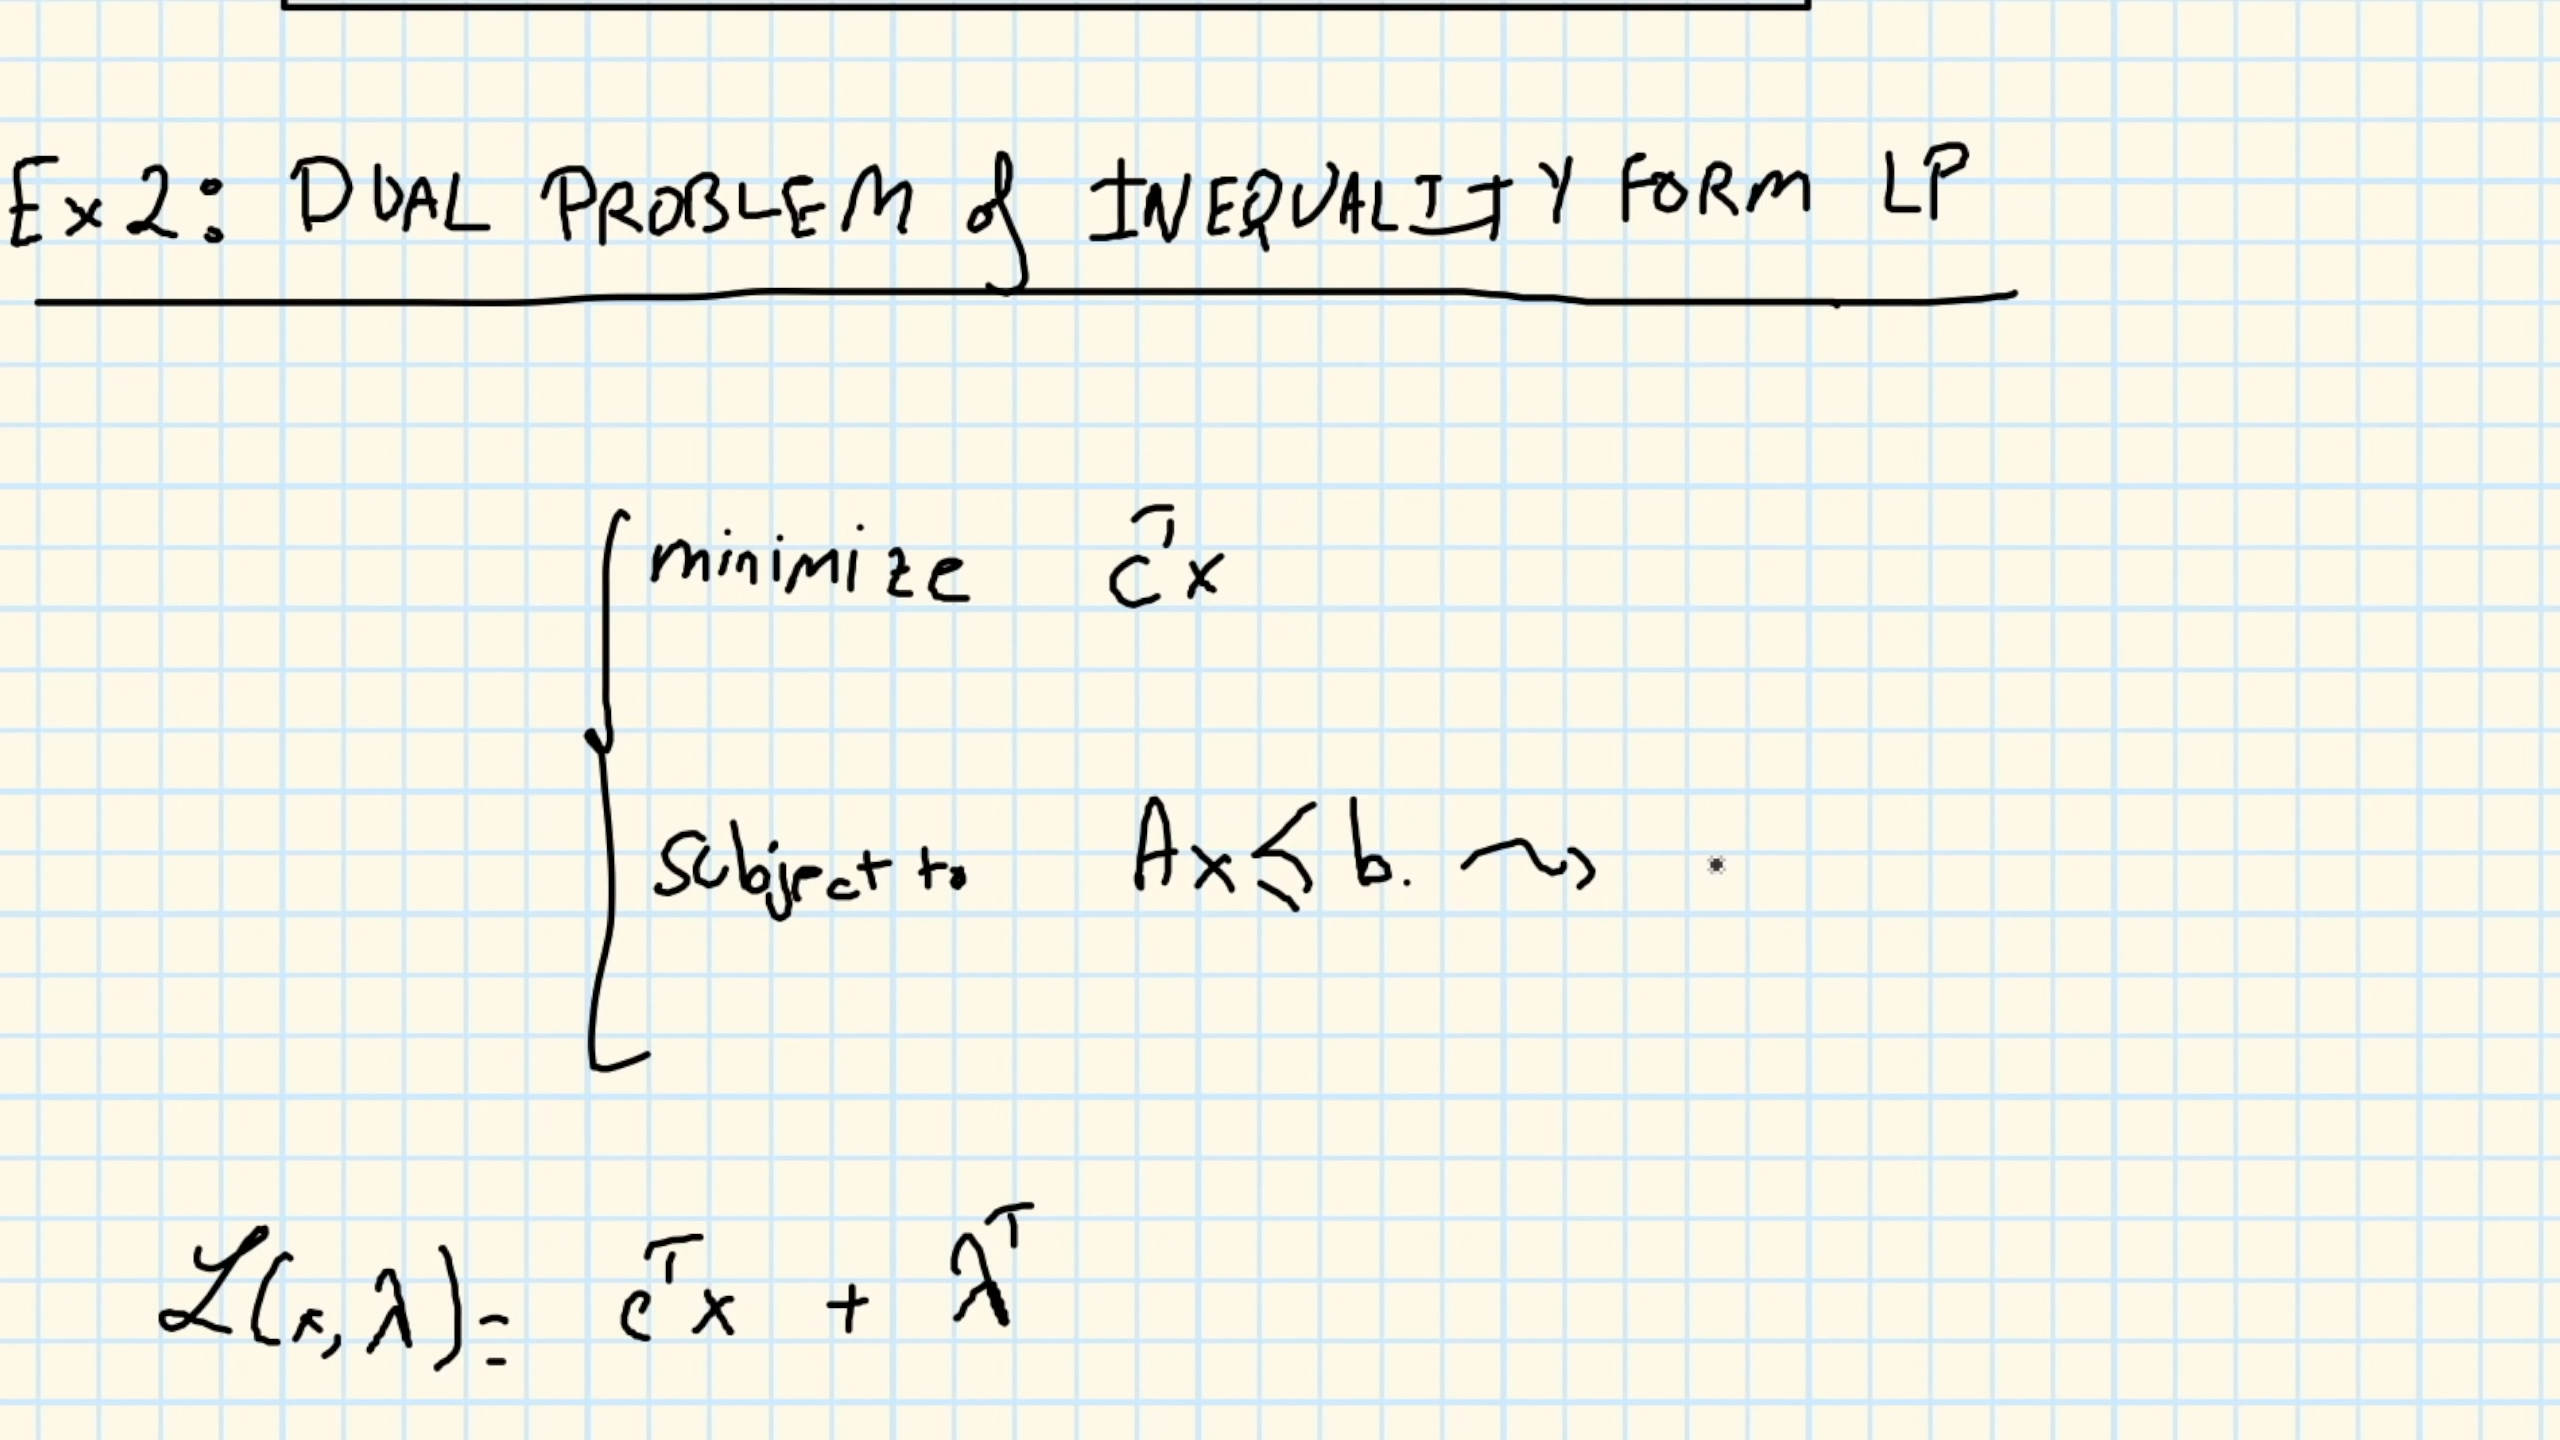 Ex 2: DUAL PROBLEM of INEQUALITY FORM LP
minimize cᵀx
Subject to Ax ⩽ b. ⤳
ℒ(x, λ) = cᵀx + λᵀ